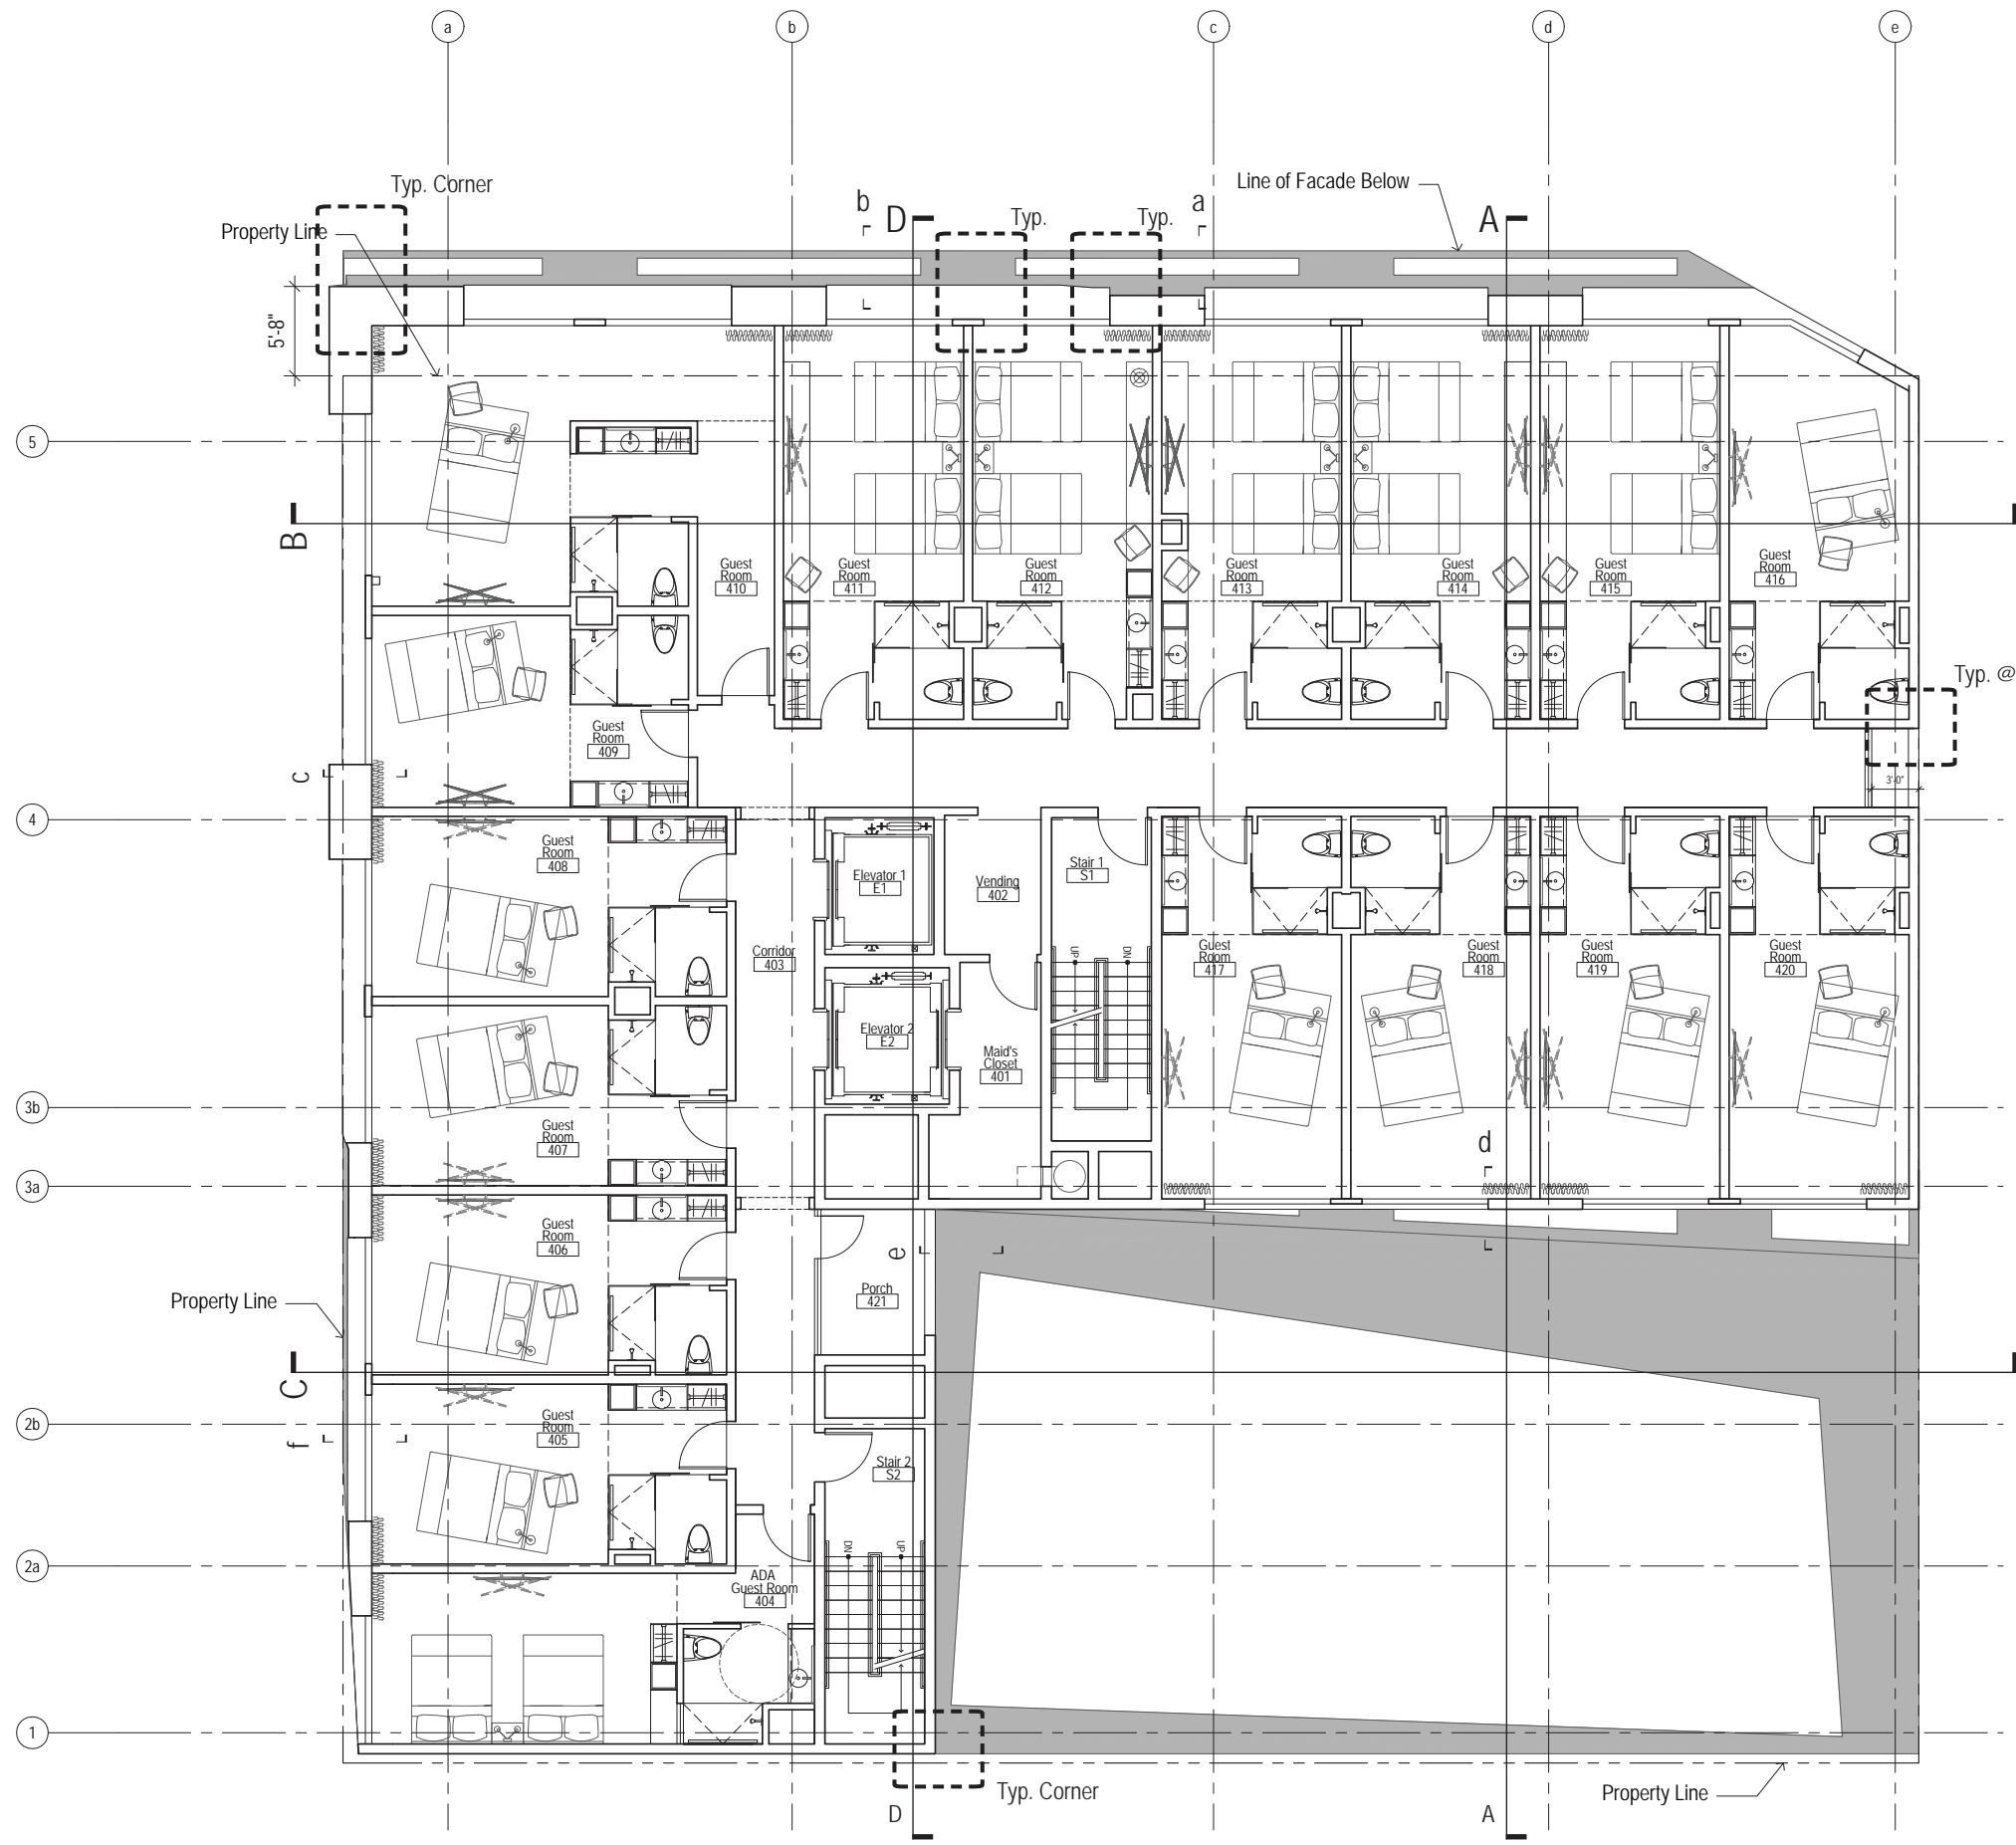 a
b
c
d
e
Typ. Corner
Line of Facade Below
b
D
Typ.
Typ.
a
A
Property Line
5'-8"
5
B
Guest
Room
410
Guest
Room
411
Guest
Room
412
Guest
Room
413
Guest
Room
414
Guest
Room
415
Guest
Room
416
Typ. @
Guest
Room
409
c
3'-0"
4
Guest
Room
408
Elevator 1
E1
Vending
402
Stair 1
S1
Corridor
403
UP
DN
Guest
Room
417
Guest
Room
418
Guest
Room
419
Guest
Room
420
Elevator 2
E2
Maid's
Closet
401
3b
Guest
Room
407
d
3a
Guest
Room
406
e
Porch
421
Property Line
C
2b
Guest
Room
405
f
Stair 2
S2
DN
UP
2a
ADA
Guest Room
404
1
Typ. Corner
Property Line
D
A